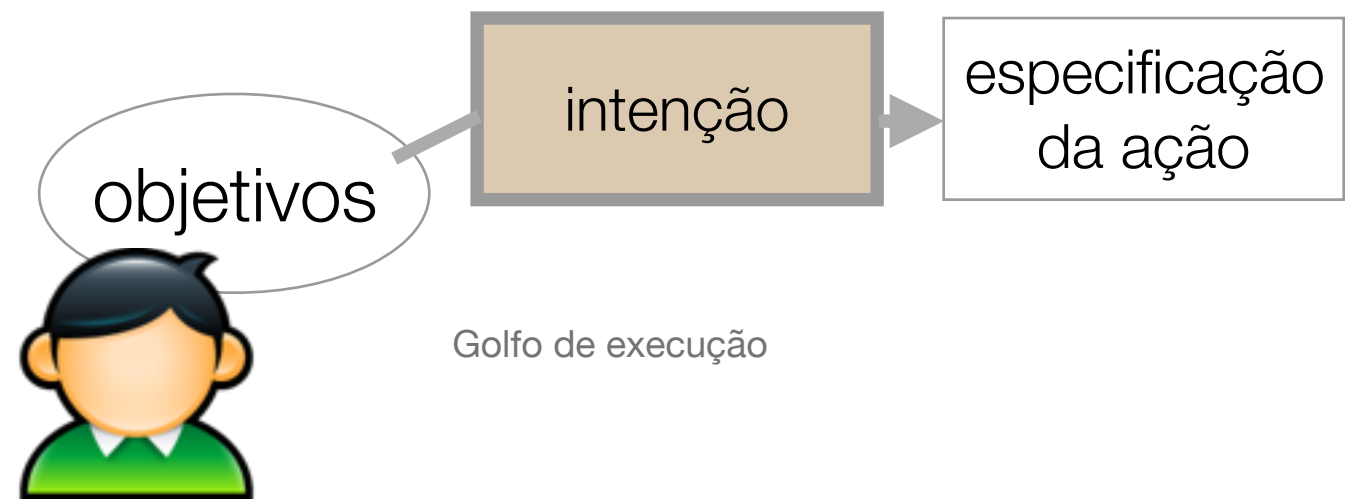 objetivos
intenção
especificação
da ação
Golfo de execução